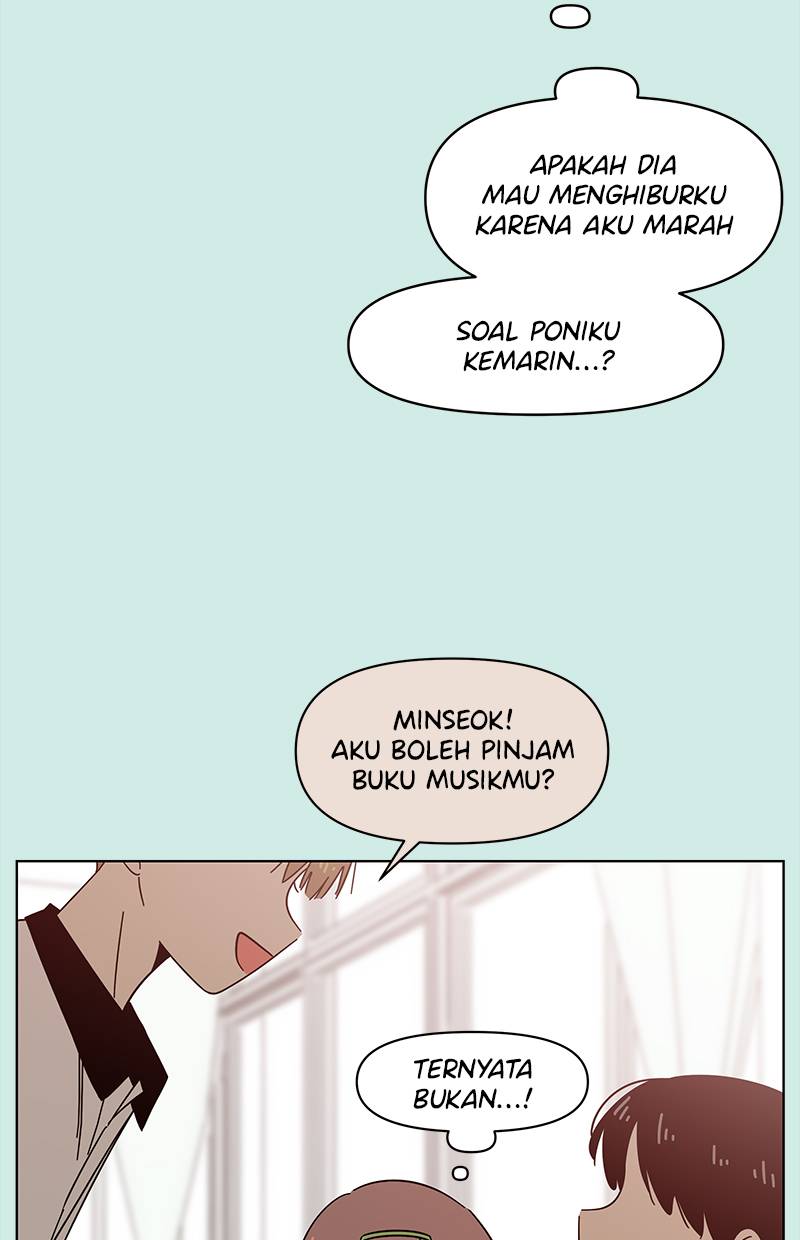 APAKAH DIA
MAU MENGHIBURKU
KARENA AKU MARAH
SOAL PONIKU
KEMARIN...?
MINSEOK!
AKU BOLEH PINJAM
BUKU MUSIKMU?
TERNYATA
BUKAN...!